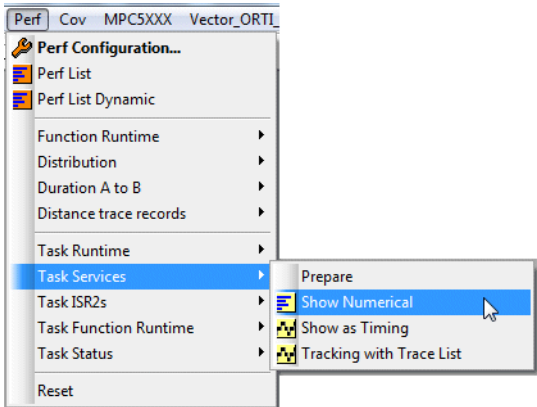 Perf Cov MPC5XXX Vector_ORTI_
Perf Configuration...
Perf List
Perf List Dynamic
Function Runtime
Distribution
Duration A to B
Distance trace records
Task Runtime
Task Services
Prepare
Task ISR2s
Show Numerical
Task Function Runtime
Show as Timing
Task Status
Tracking with Trace List
Reset